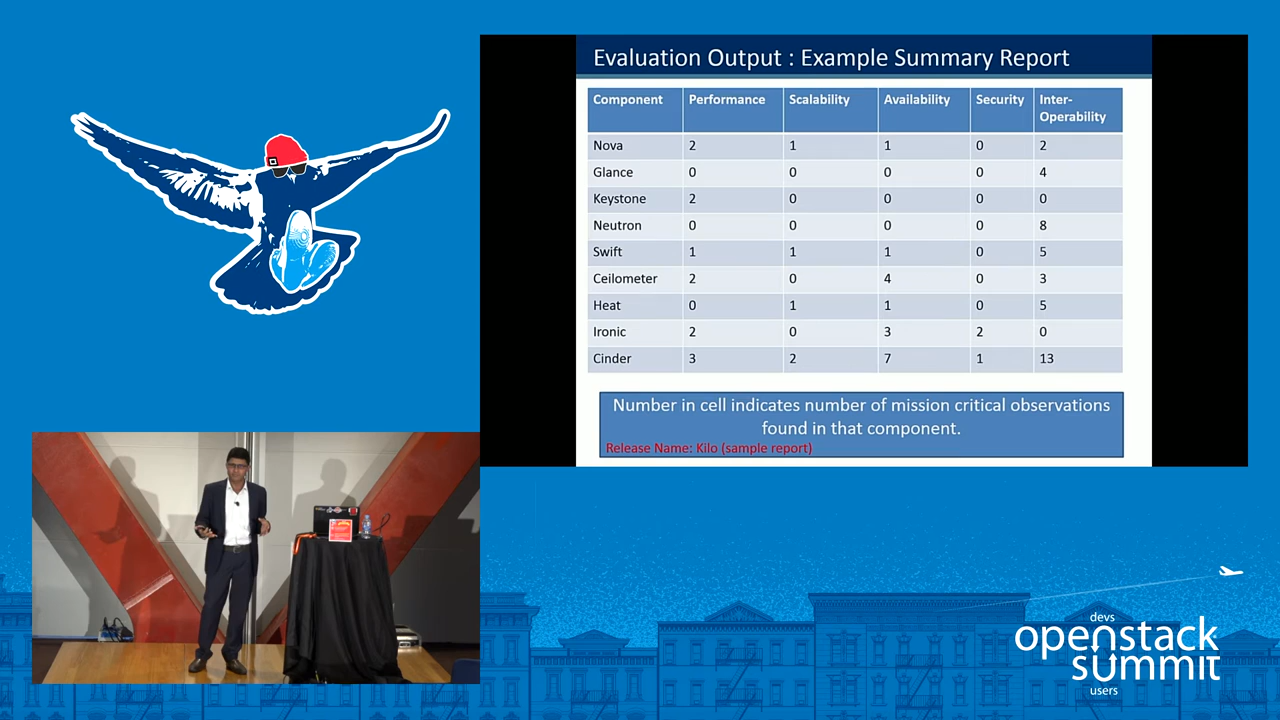 Evaluation Output : Example Summary Report
Component Performance Scalability Availability Security Inter-Operability
Nova 2 1 1 0 2
Glance 0 0 0 0 4
Keystone 2 0 0 0 0
Neutron 0 0 0 0 8
Swift 1 1 1 0 5
Ceilometer 2 0 4 0 3
Heat 0 1 1 0 5
Ironic 2 0 3 2 0
Cinder 3 2 7 1 13
Number in cell indicates number of mission critical observations
found in that component.
Release Name: Kilo (sample report)
devs
openstack
summit
users